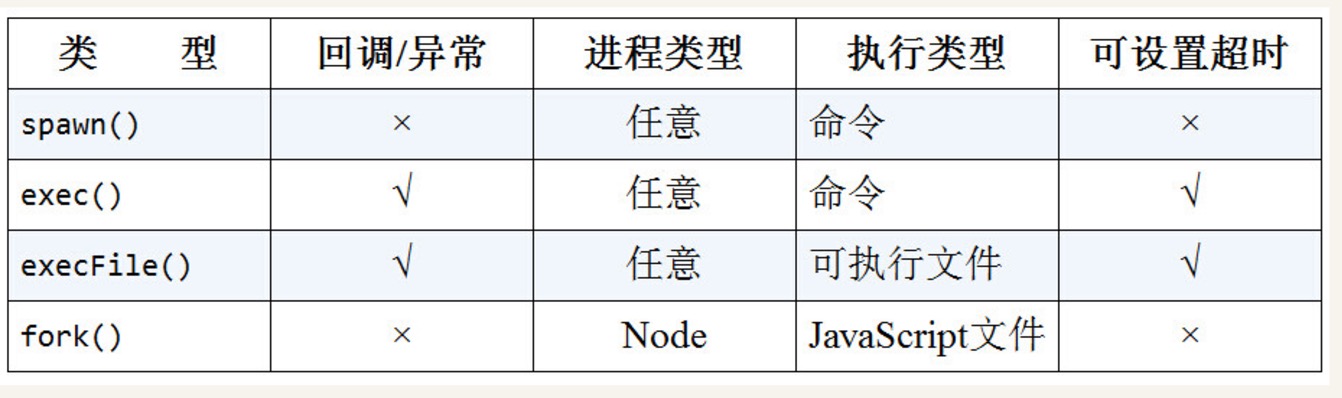 类 型 回调/异常 进程类型 执行类型 可设置超时
spawn() × 任意 命令 ×
exec() √ 任意 命令 √
execFile() √ 任意 可执行文件 √
fork() × Node JavaScript文件 ×